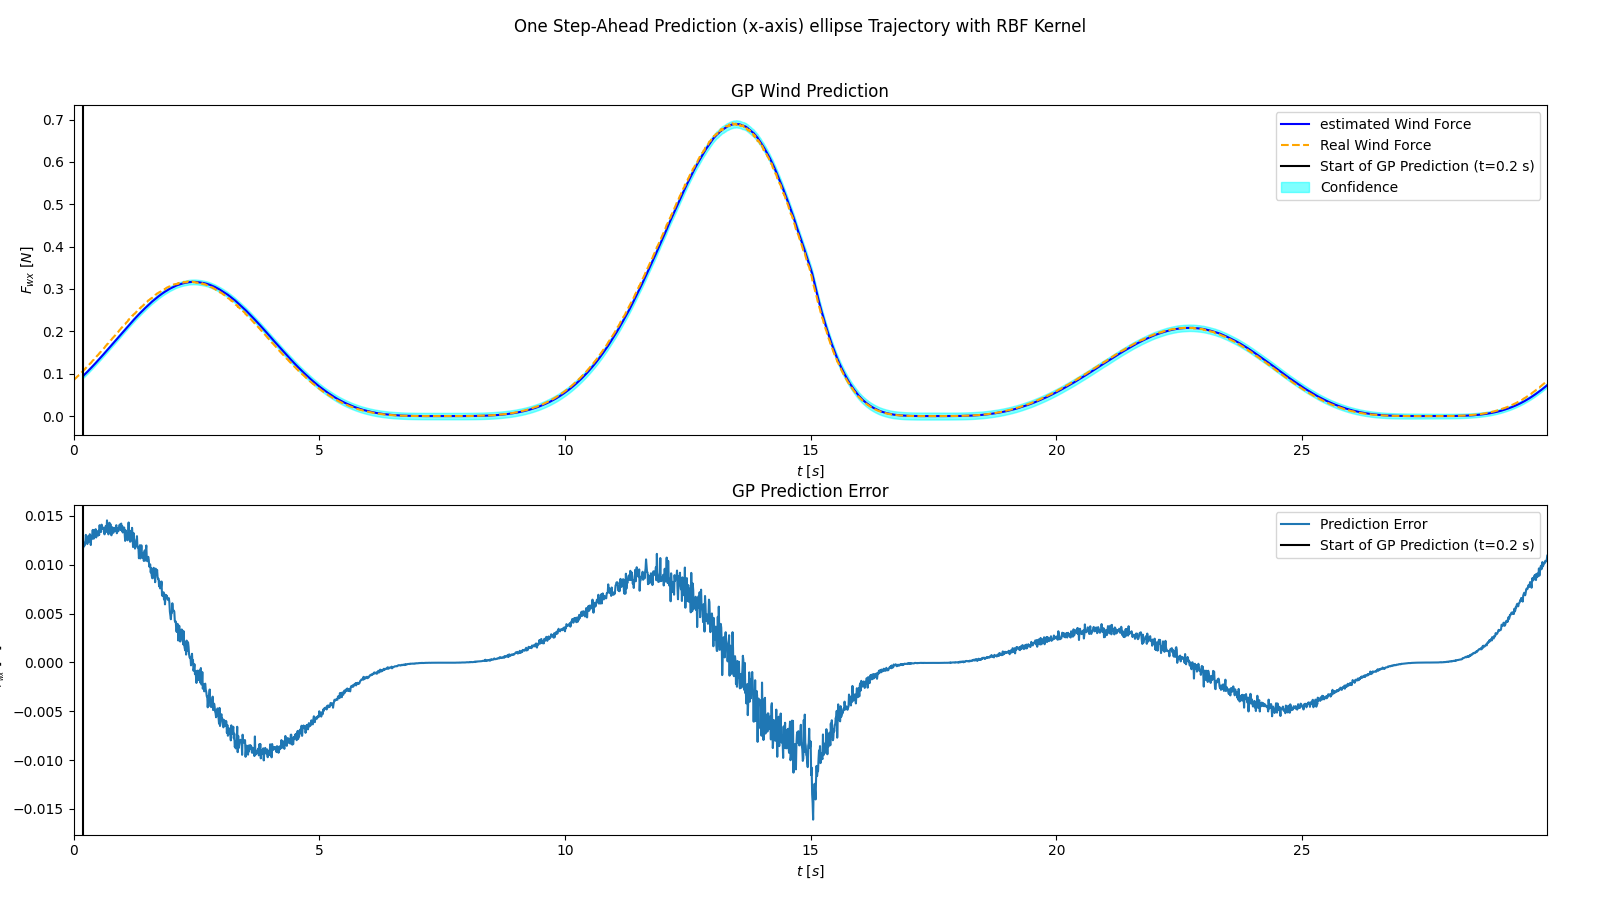 One Step-Ahead Prediction (x-axis) ellipse Trajectory with RBF Kernel
GP Wind Prediction
0.7
0.6
0.5
0.4
0.3
0.2
0.1
0.0
F_wx [N]
estimated Wind Force
Real Wind Force
Start of GP Prediction (t=0.2 s)
Confidence
0 5 10 15 20 25
t [s]
GP Prediction Error
0.015
0.010
0.005
0.000
−0.005
−0.010
−0.015
Prediction Error
Start of GP Prediction (t=0.2 s)
0 5 10 15 20 25
t [s]